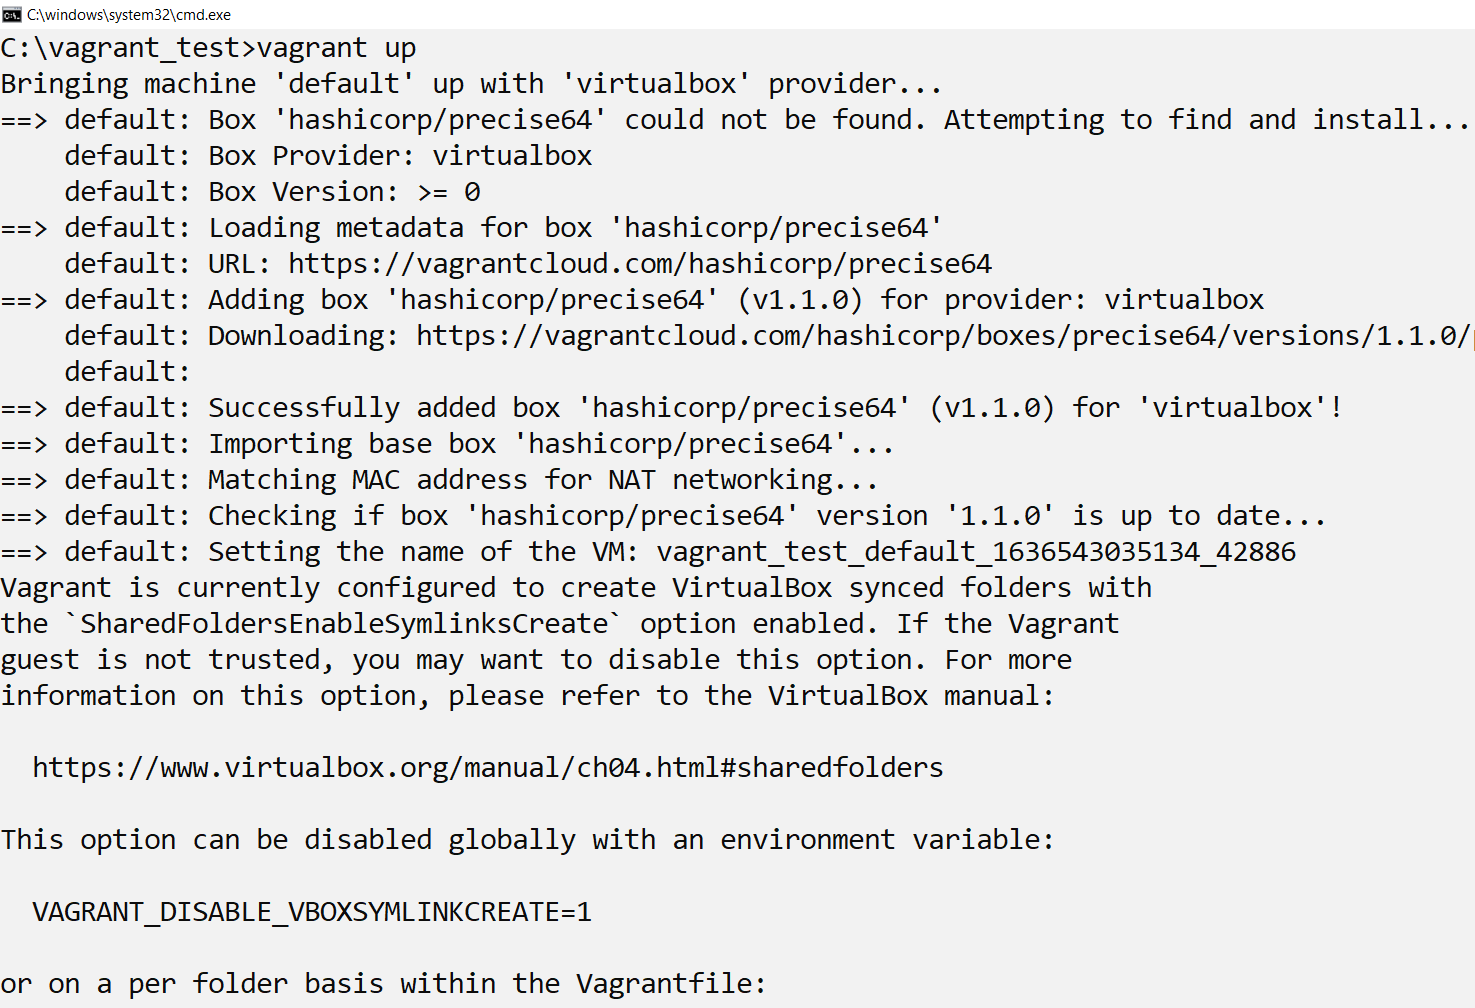 C:\windows\system32\cmd.exe
C:\vagrant_test>vagrant up
Bringing machine 'default' up with 'virtualbox' provider...
==> default: Box 'hashicorp/precise64' could not be found. Attempting to find and install...
    default: Box Provider: virtualbox
    default: Box Version: >= 0
==> default: Loading metadata for box 'hashicorp/precise64'
    default: URL: https://vagrantcloud.com/hashicorp/precise64
==> default: Adding box 'hashicorp/precise64' (v1.1.0) for provider: virtualbox
    default: Downloading: https://vagrantcloud.com/hashicorp/boxes/precise64/versions/1.1.0/
    default:
==> default: Successfully added box 'hashicorp/precise64' (v1.1.0) for 'virtualbox'!
==> default: Importing base box 'hashicorp/precise64'...
==> default: Matching MAC address for NAT networking...
==> default: Checking if box 'hashicorp/precise64' version '1.1.0' is up to date...
==> default: Setting the name of the VM: vagrant_test_default_1636543035134_42886
Vagrant is currently configured to create VirtualBox synced folders with
the `SharedFoldersEnableSymlinksCreate` option enabled. If the Vagrant
guest is not trusted, you may want to disable this option. For more
information on this option, please refer to the VirtualBox manual:

  https://www.virtualbox.org/manual/ch04.html#sharedfolders

This option can be disabled globally with an environment variable:

  VAGRANT_DISABLE_VBOXSYMLINKCREATE=1

or on a per folder basis within the Vagrantfile: